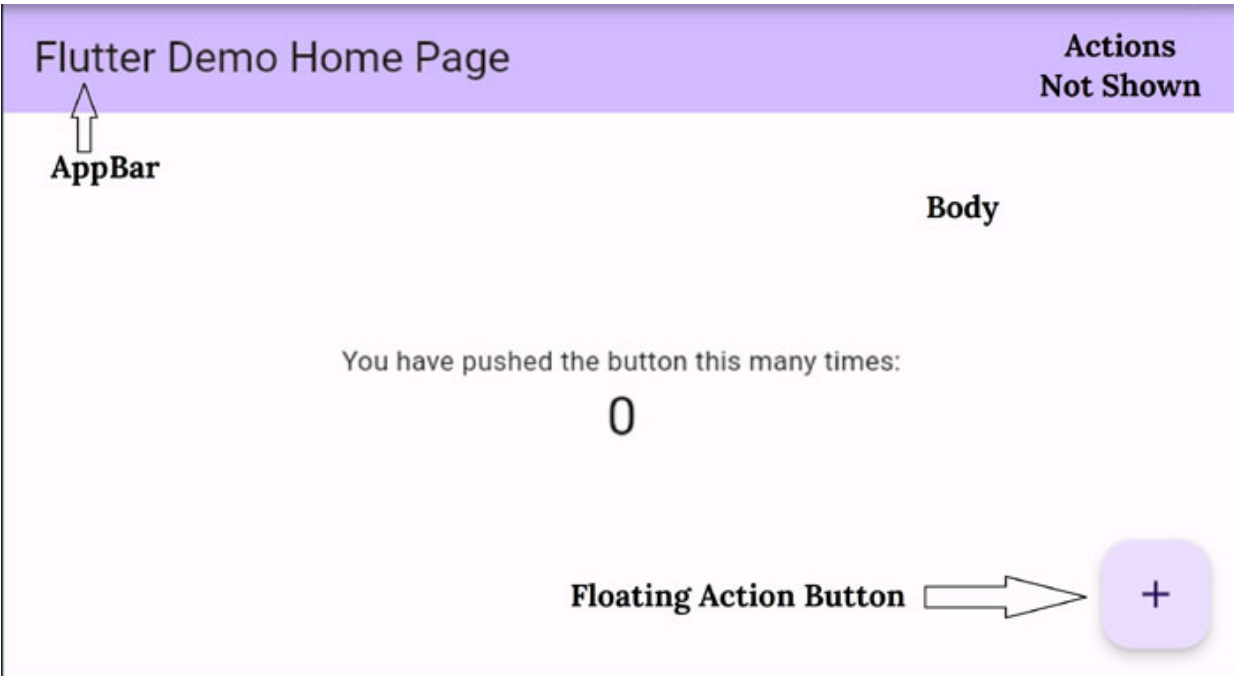 Flutter Demo Home Page
Actions
Not Shown
AppBar
Body
You have pushed the button this many times:
0
Floating Action Button
+